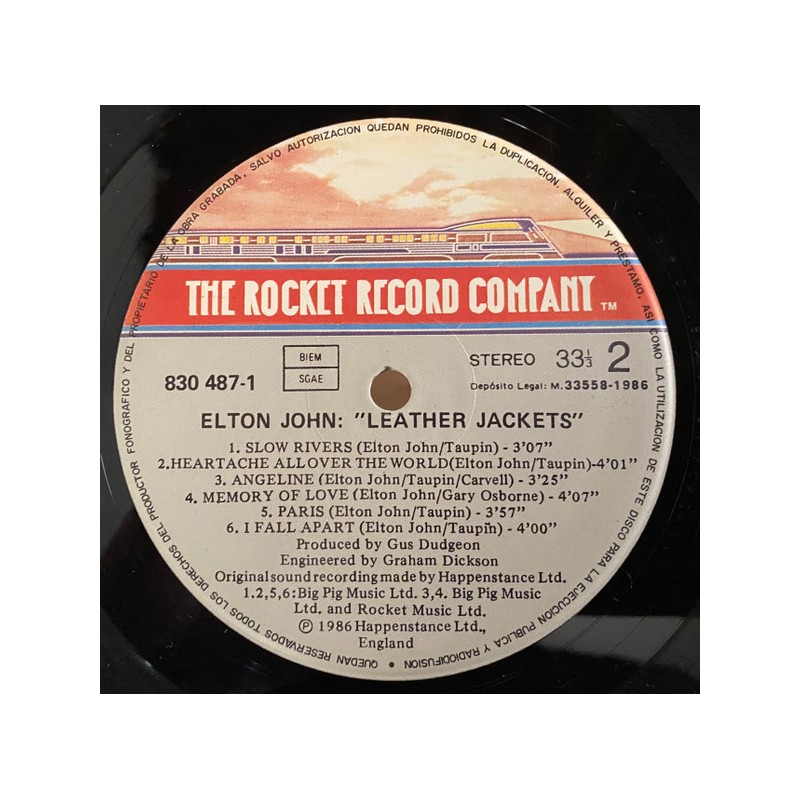 QUEDAN RESERVADOS TODOS LOS DERECHOS DEL PRODUCTOR FONOGRAFICO Y DEL PROPIETARIO DE LA OBRA GRABADA, SALVO AUTORIZACION QUEDAN PROHIBIDOS LA DUPLICACION, ALQUILER Y PRESTAMO, ASI COMO LA UTILIZACION DE ESTE DISCO PARA LA EJECUCION PUBLICA Y RADIODIFUSION •
THE ROCKET RECORD COMPANY TM
830 487-1
BIEM
SGAE
STEREO 33 1/3 2
Depósito Legal: M.33558-1986
ELTON JOHN: "LEATHER JACKETS"
1. SLOW RIVERS (Elton John/Taupin) - 3'07"
2.HEARTACHE ALL OVER THE WORLD(Elton John/Taupin)-4'01"
3. ANGELINE (Elton John/Taupin/Carvell) - 3'25"
4. MEMORY OF LOVE (Elton John/Gary Osborne) - 4'07"
5. PARIS (Elton John/Taupin) - 3'57"
6. I FALL APART (Elton John/Taupin) - 4'00"
Produced by Gus Dudgeon
Engineered by Graham Dickson
Original sound recording made by Happenstance Ltd.
1.2,5,6:Big Pig Music Ltd. 3,4. Big Pig Music
Ltd. and Rocket Music Ltd.
℗ 1986 Happenstance Ltd.,
England